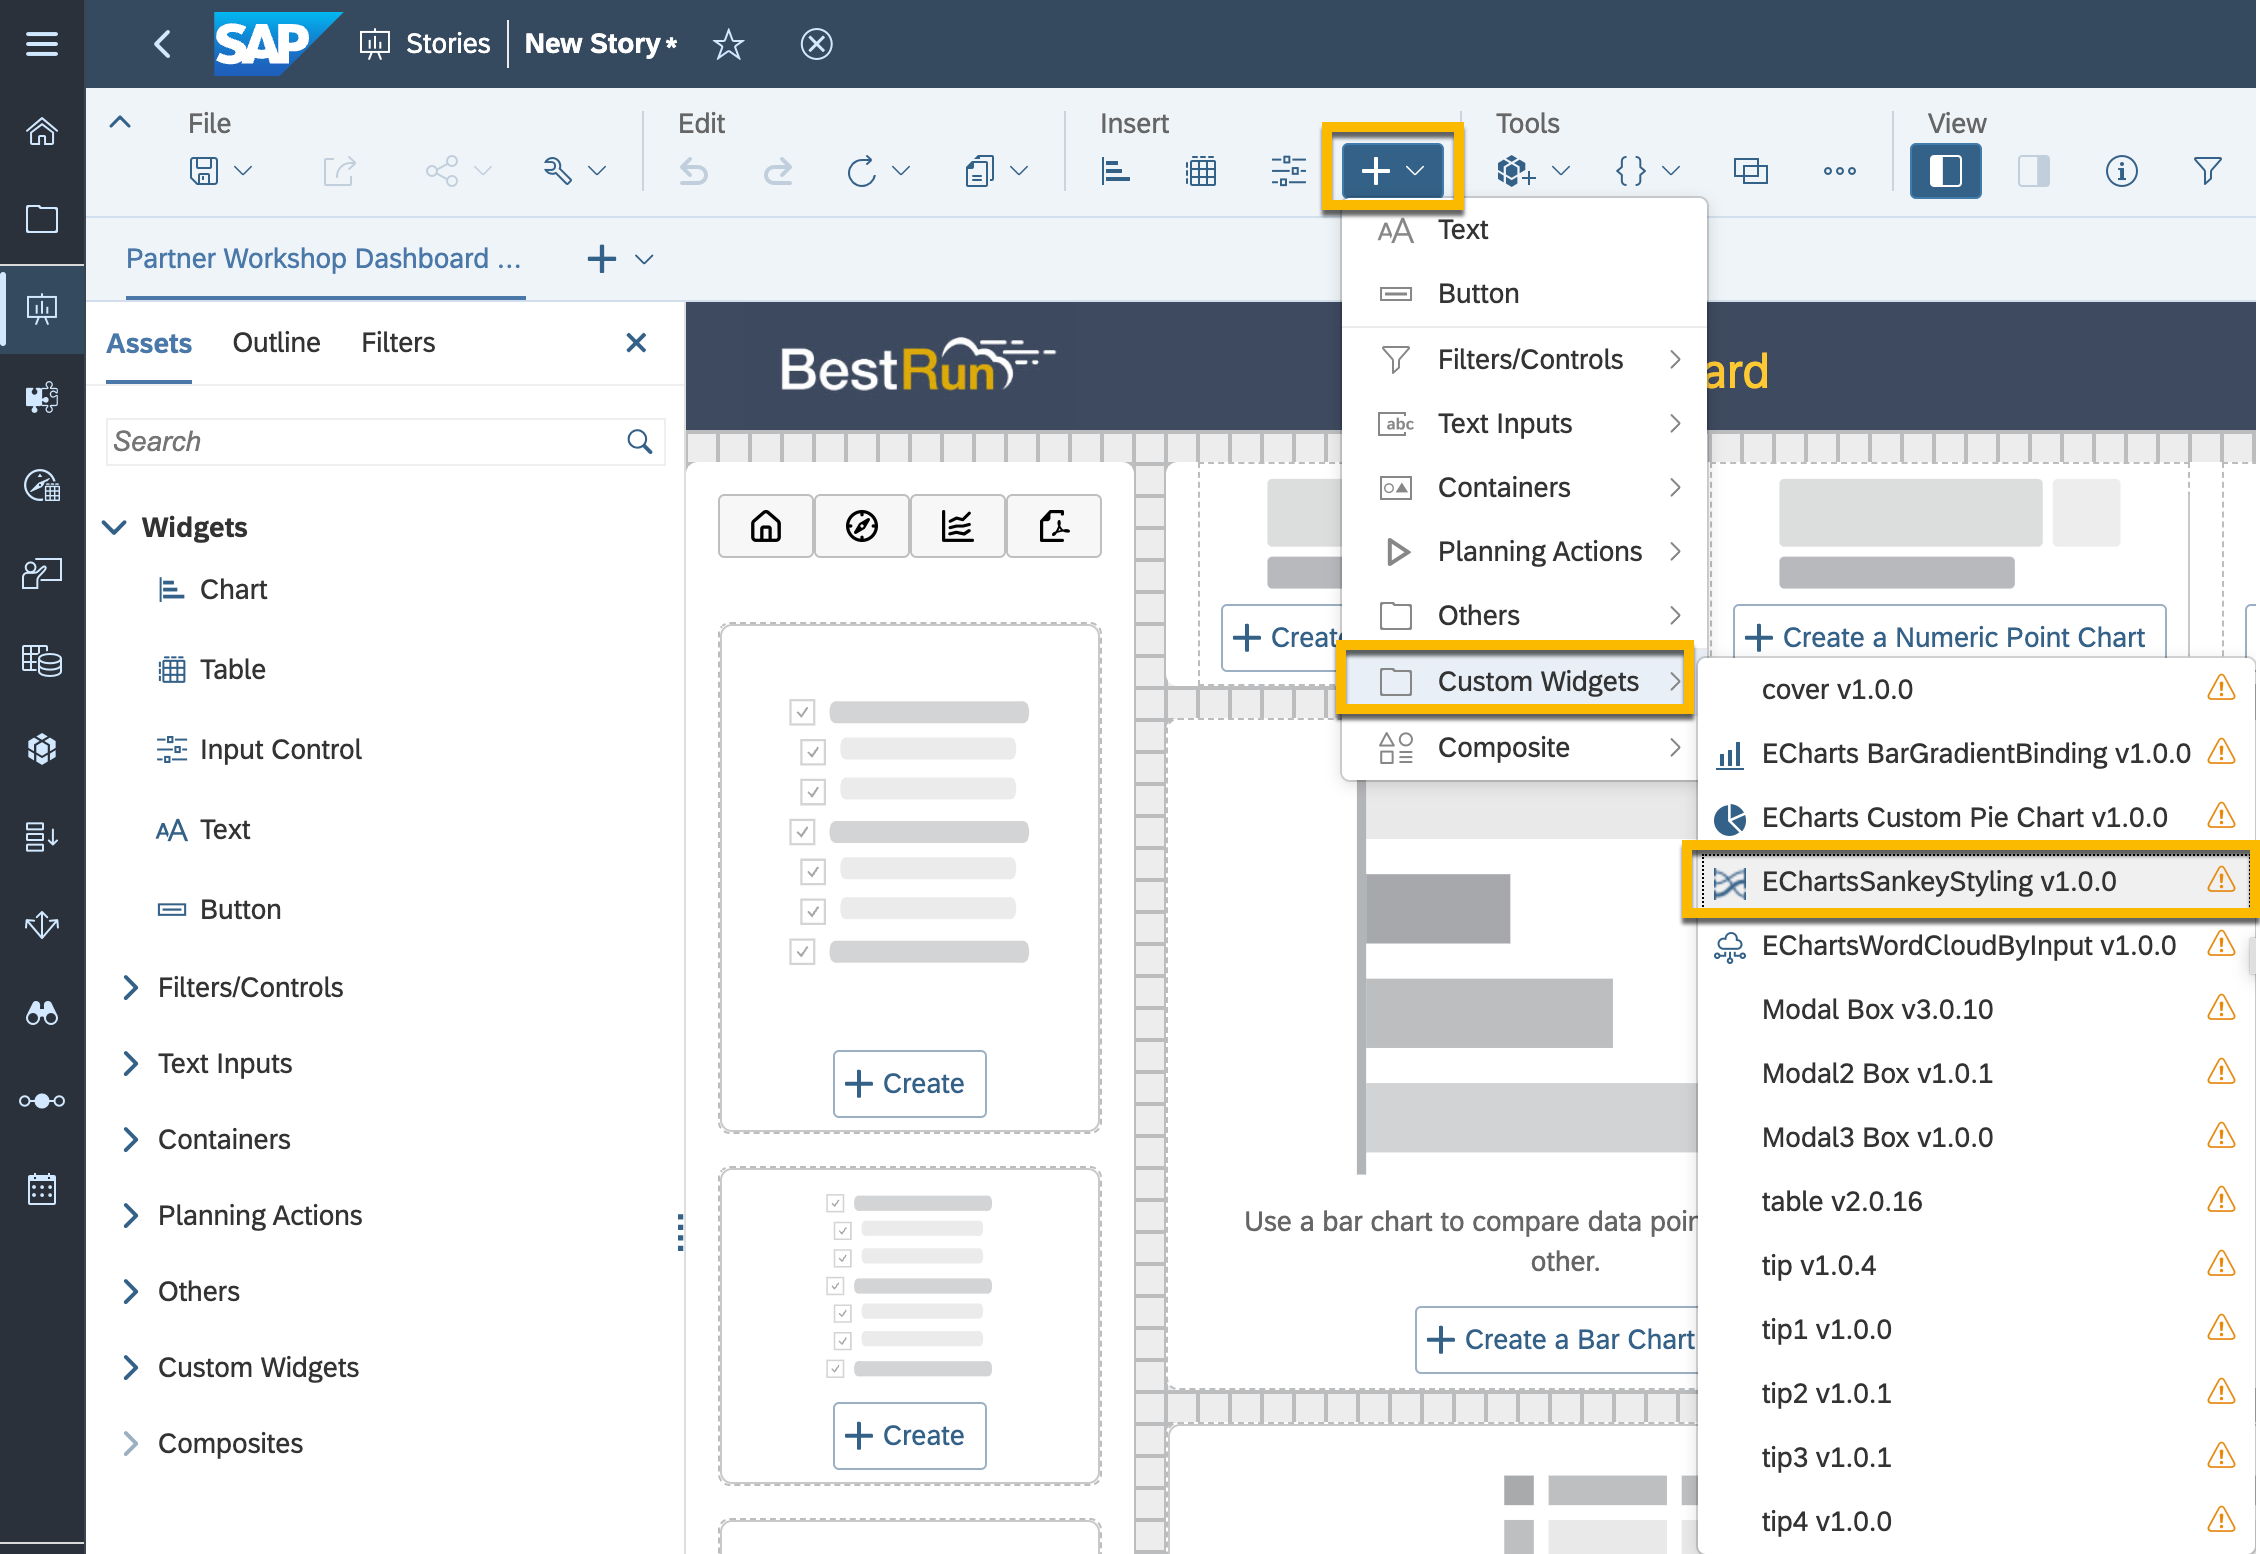 SAP Stories New Story*
File Edit Insert Tools View
Partner Workshop Dashboard ...
Assets Outline Filters
Search
Widgets
Chart
Table
Input Control
AA Text
Button
Filters/Controls
Text Inputs
Containers
Planning Actions
Others
Custom Widgets
Composites
BestRun
ard
AA Text
Button
Filters/Controls
abc Text Inputs
Containers
Planning Actions
Others
Custom Widgets
Composite
cover v1.0.0
ECharts BarGradientBinding v1.0.0
ECharts Custom Pie Chart v1.0.0
EChartsSankeyStyling v1.0.0
EChartsWordCloudByInput v1.0.0
Modal Box v3.0.10
Modal2 Box v1.0.1
Modal3 Box v1.0.0
table v2.0.16
tip v1.0.4
tip1 v1.0.0
tip2 v1.0.1
tip3 v1.0.1
tip4 v1.0.0
+ Create
+ Create
+ Creat
+ Create a Numeric Point Chart
Use a bar chart to compare data poin
other.
+ Create a Bar Chart